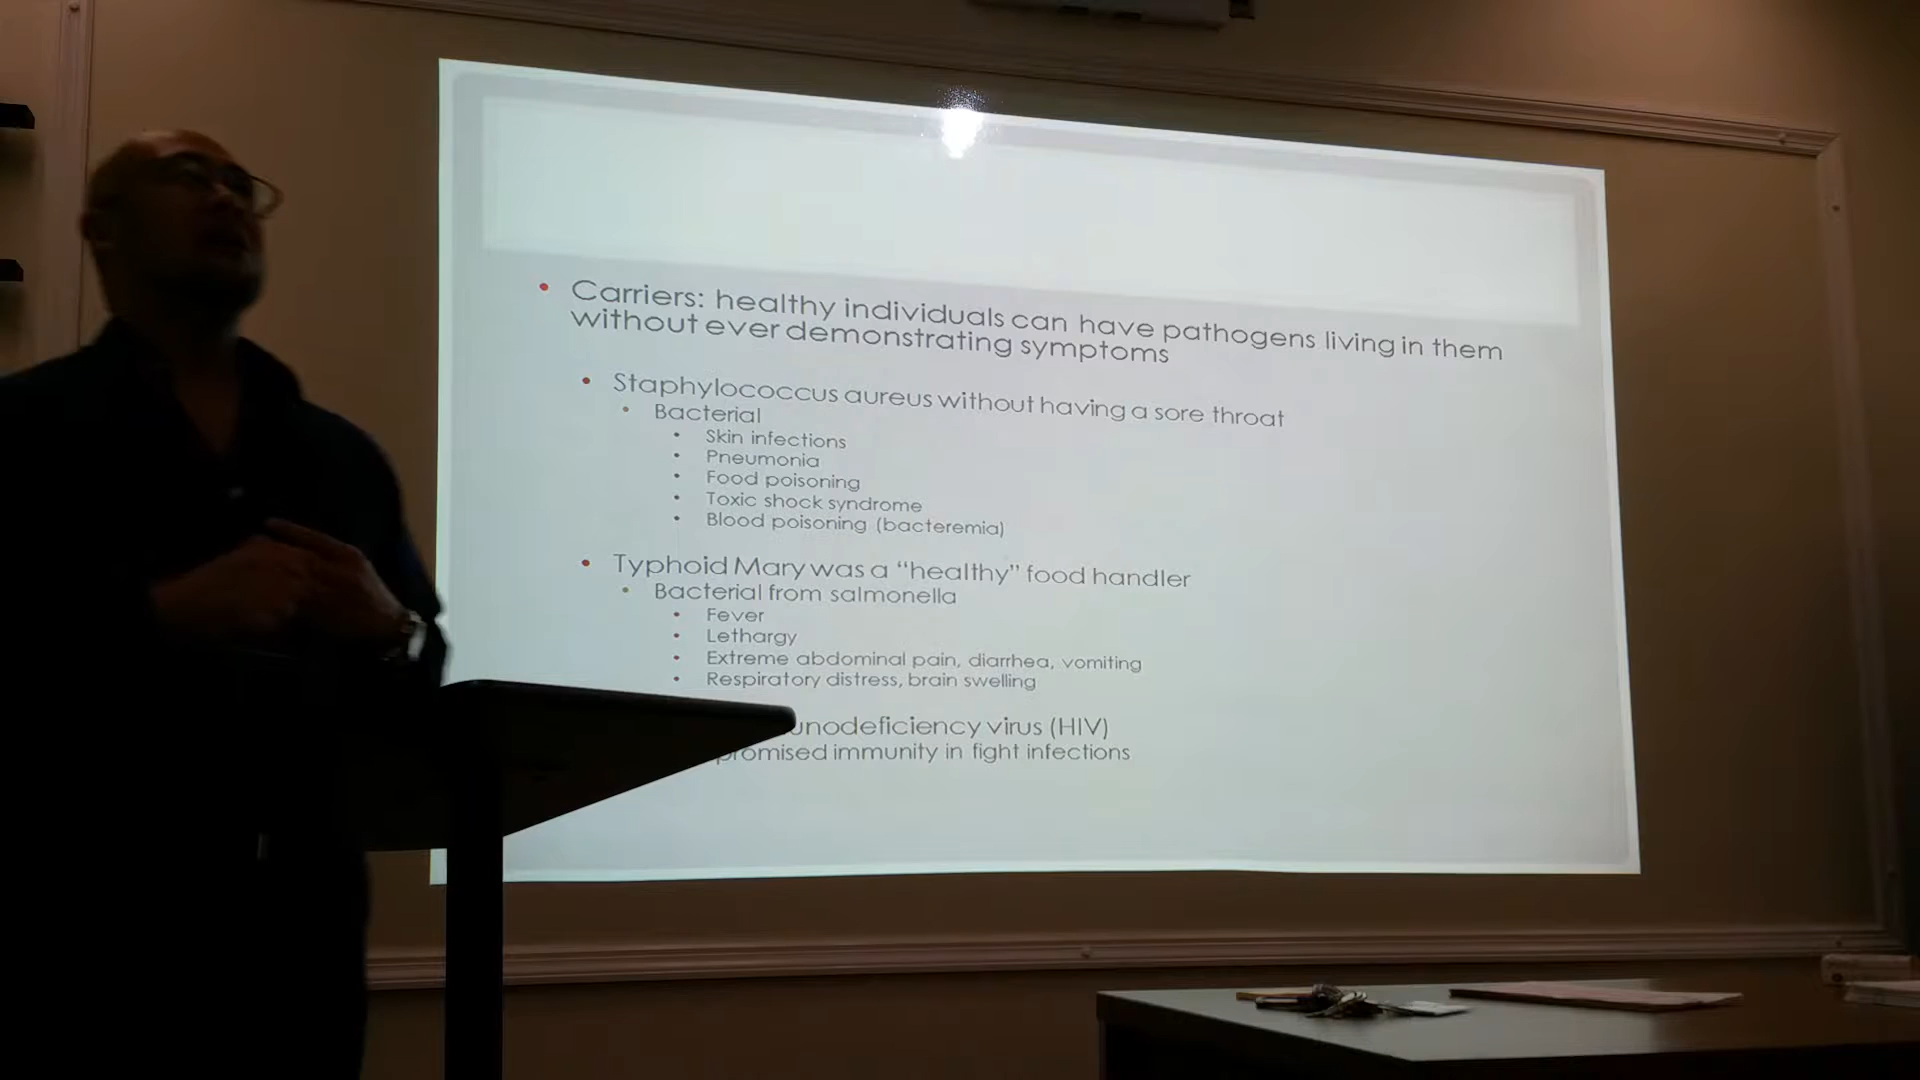 • Carriers: healthy individuals can have pathogens living in them
without ever demonstrating symptoms
• Staphylococcus aureus without having a sore throat
• Bacterial
• Skin infections
• Pneumonia
• Food poisoning
• Toxic shock syndrome
• Blood poisoning (bacteremia)
• Typhoid Mary was a “healthy” food handler
• Bacterial from salmonella
• Fever
• Lethargy
• Extreme abdominal pain, diarrhea, vomiting
• Respiratory distress, brain swelling
unodeficiency virus (HIV)
promised immunity in fight infections